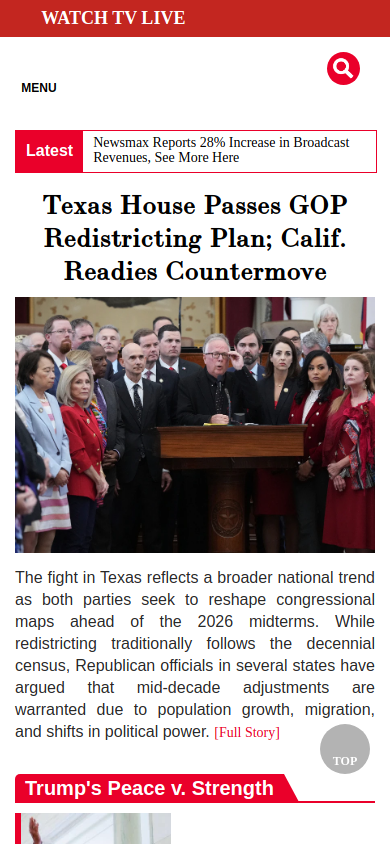 WATCH TV LIVE
MENU
Latest
Newsmax Reports 28% Increase in Broadcast
Revenues, See More Here
Texas House Passes GOP
Redistricting Plan; Calif.
Readies Countermove
The fight in Texas reflects a broader national trend
as both parties seek to reshape congressional
maps ahead of the 2026 midterms. While
redistricting traditionally follows the decennial
census, Republican officials in several states have
argued that mid-decade adjustments are
warranted due to population growth, migration,
and shifts in political power. [Full Story]
TOP
Trump's Peace v. Strength